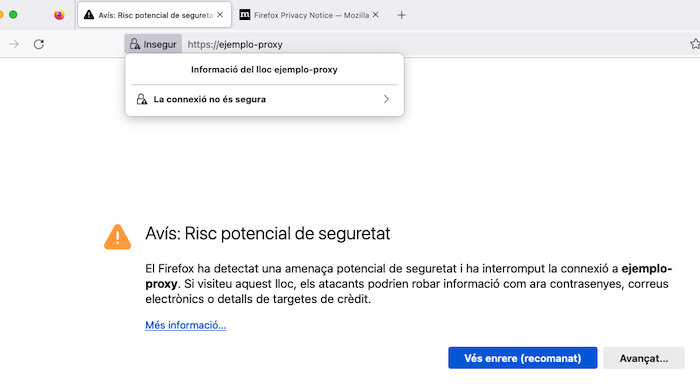 Avís: Risc potencial de segureta
Firefox Privacy Notice — Mozilla
Insegur https://ejemplo-proxy
Informació del lloc ejemplo-proxy
La connexió no és segura
Avís: Risc potencial de seguretat
El Firefox ha detectat una amenaça potencial de seguretat i ha interromput la connexió a ejemplo-
proxy. Si visiteu aquest lloc, els atacants podrien robar informació com ara contrasenyes, correus
electrònics o detalls de targetes de crèdit.
Més informació...
Vés enrere (recomanat)
Avançat...